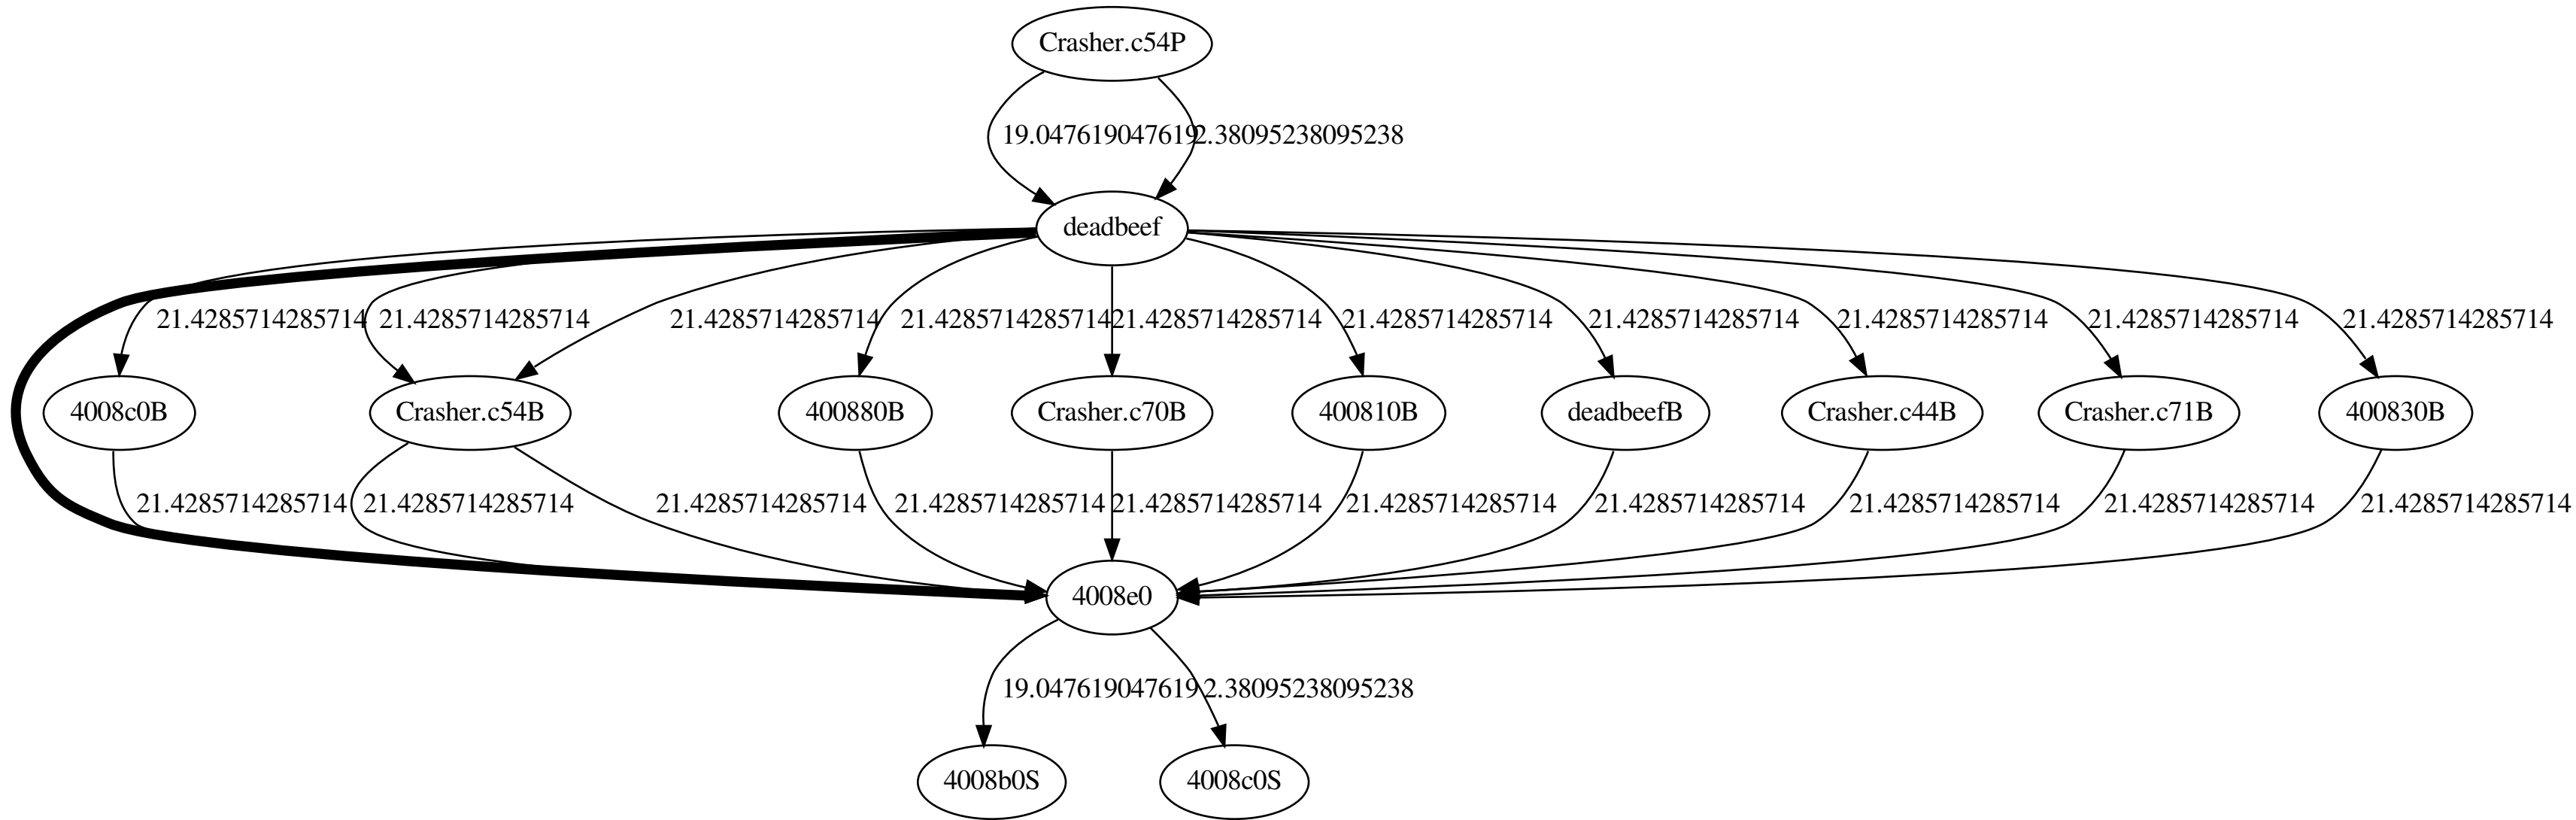 Crasher.c54P
19.047619047619 2.38095238095238
deadbeef
21.4285714285714 21.4285714285714 21.4285714285714 21.4285714285714 21.4285714285714 21.4285714285714 21.4285714285714 21.4285714285714 21.4285714285714 21.4285714285714
4008c0B Crasher.c54B 400880B Crasher.c70B 400810B deadbeefB Crasher.c44B Crasher.c71B 400830B
21.4285714285714 21.4285714285714 21.4285714285714 21.4285714285714 21.4285714285714 21.4285714285714 21.4285714285714 21.4285714285714 21.4285714285714 21.4285714285714
4008e0
19.047619047619 2.38095238095238
4008b0S 4008c0S